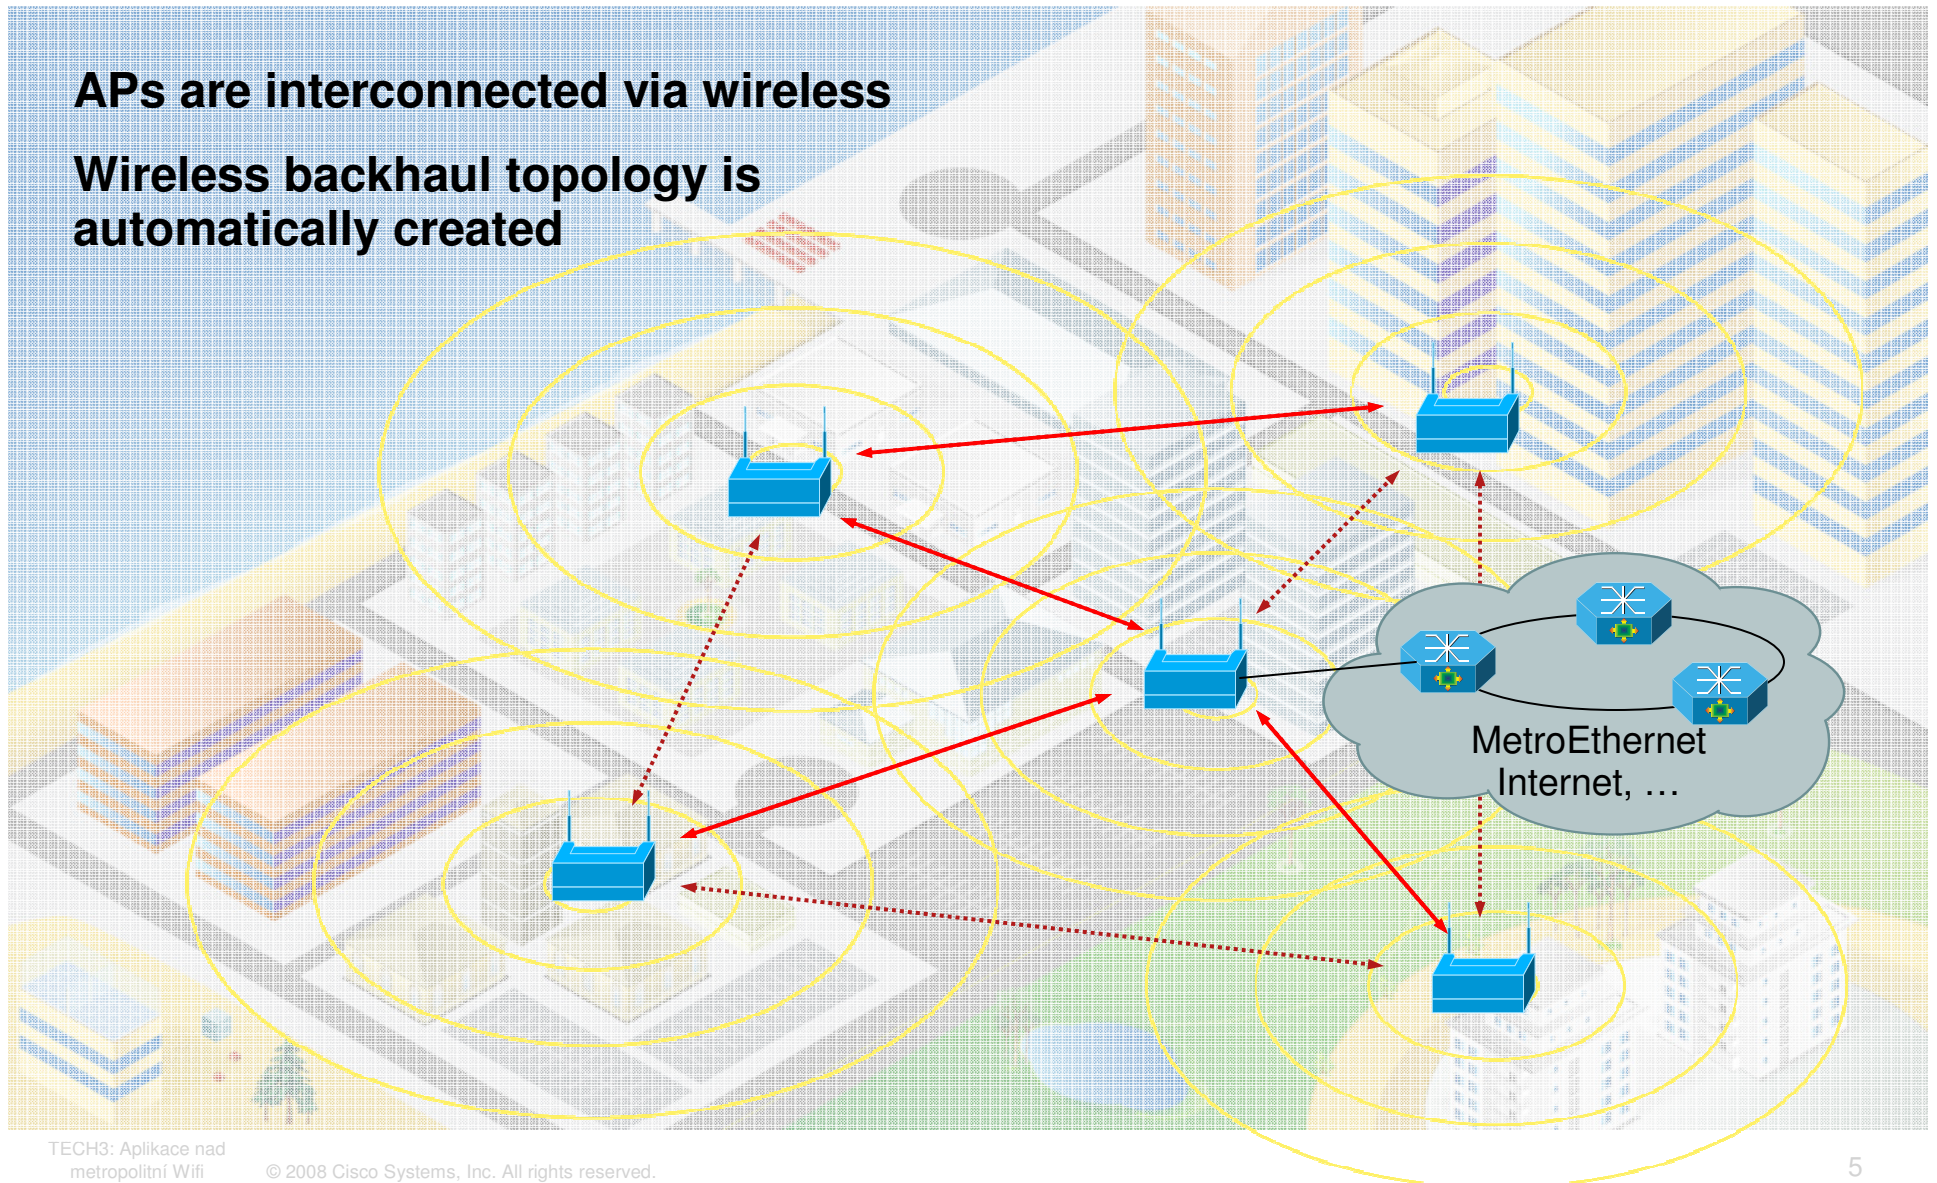 APs are interconnected via wireless
Wireless backhaul topology is
automatically created
MetroEthernet
Internet, …
TECH3: Aplikace nad
metropolitní Wifi
© 2008 Cisco Systems, Inc. All rights reserved.
5